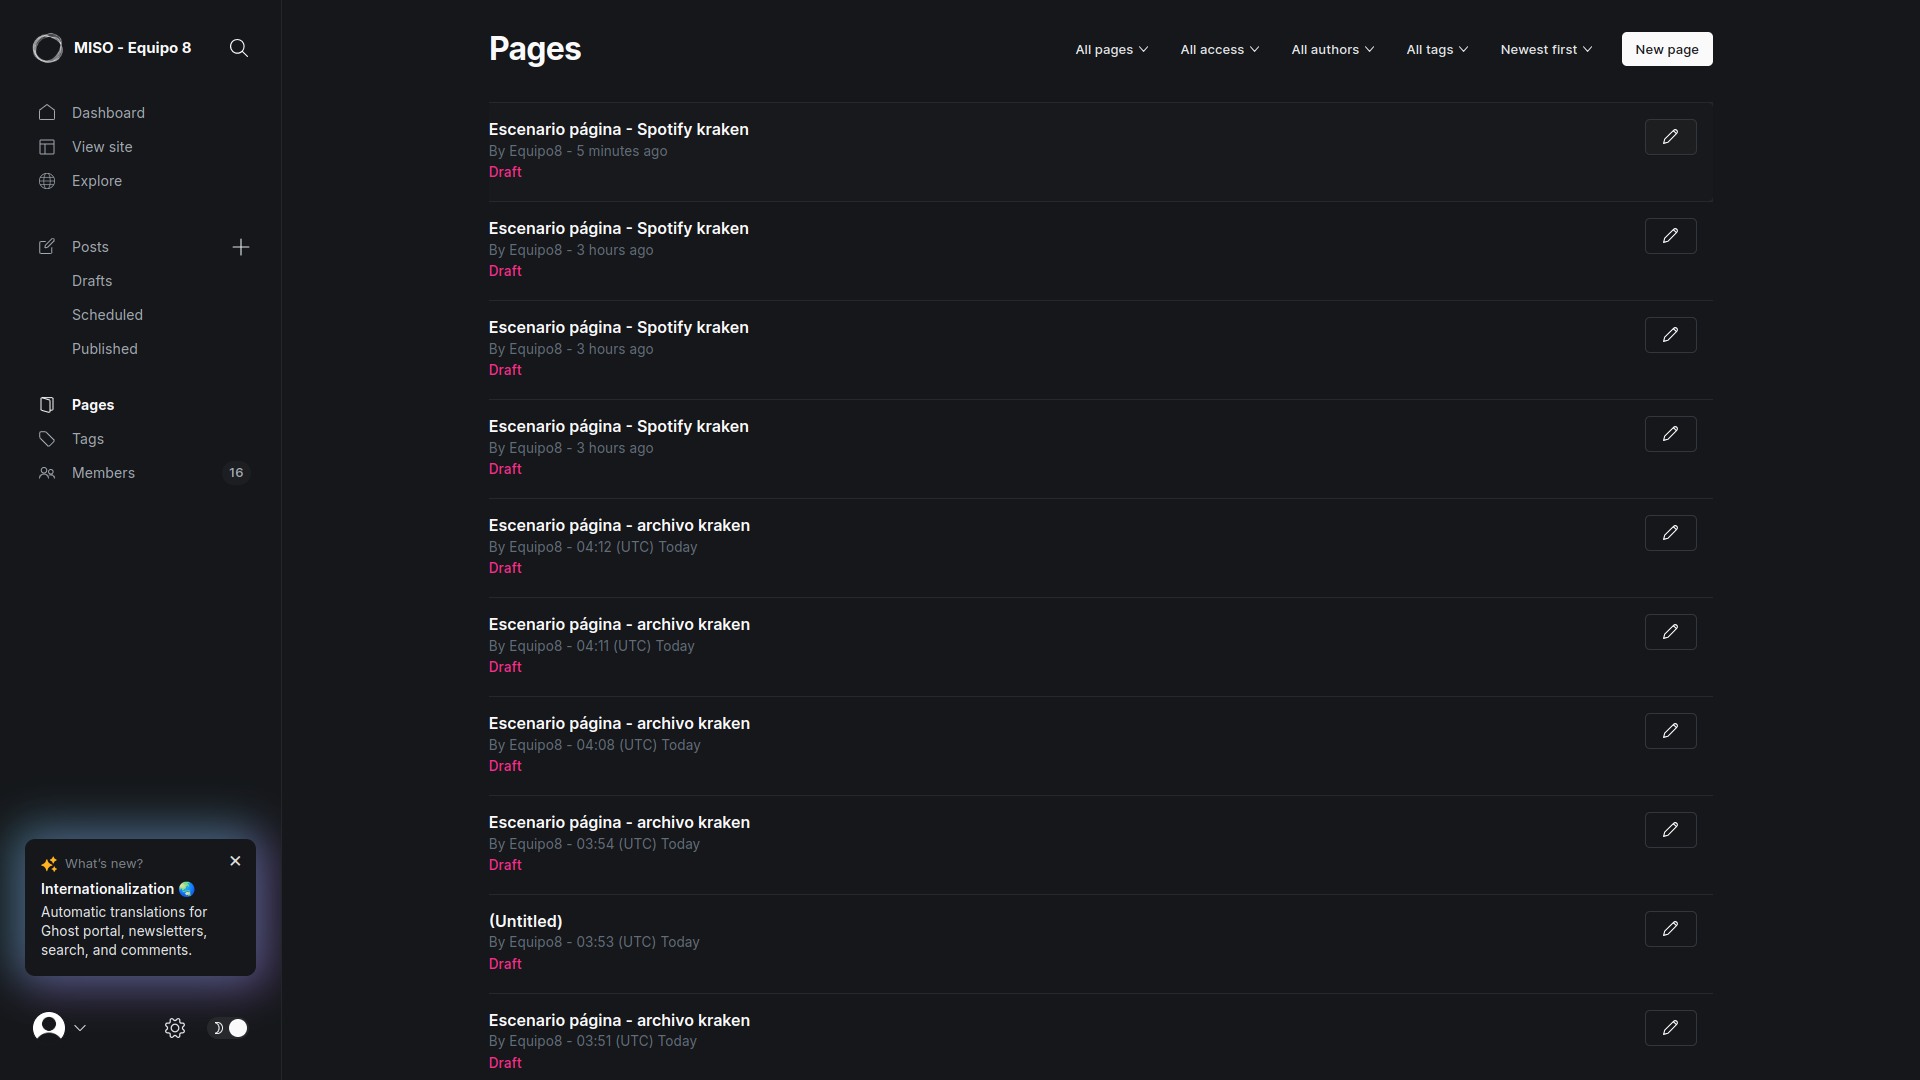 MISO - Equipo 8
Dashboard
View site
Explore
Posts
Drafts
Scheduled
Published
Pages
Tags
Members 16
What's new?
Internationalization 🌏
Automatic translations for
Ghost portal, newsletters,
search, and comments.
Pages
All pages
All access
All authors
All tags
Newest first
New page
Escenario página - Spotify kraken
By Equipo8 - 5 minutes ago
Draft
Escenario página - Spotify kraken
By Equipo8 - 3 hours ago
Draft
Escenario página - Spotify kraken
By Equipo8 - 3 hours ago
Draft
Escenario página - Spotify kraken
By Equipo8 - 3 hours ago
Draft
Escenario página - archivo kraken
By Equipo8 - 04:12 (UTC) Today
Draft
Escenario página - archivo kraken
By Equipo8 - 04:11 (UTC) Today
Draft
Escenario página - archivo kraken
By Equipo8 - 04:08 (UTC) Today
Draft
Escenario página - archivo kraken
By Equipo8 - 03:54 (UTC) Today
Draft
(Untitled)
By Equipo8 - 03:53 (UTC) Today
Draft
Escenario página - archivo kraken
By Equipo8 - 03:51 (UTC) Today
Draft